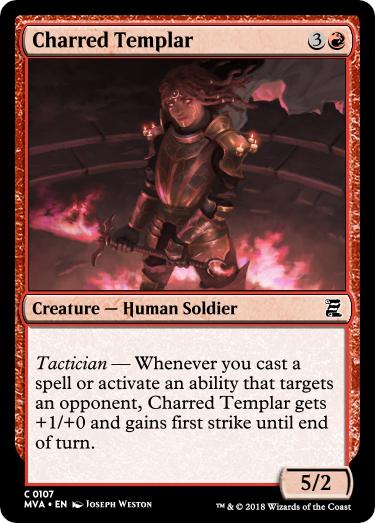 Charred Templar 3
Creature — Human Soldier
Tactician — Whenever you cast a
spell or activate an ability that targets
an opponent, Charred Templar gets
+1/+0 and gains first strike until end
of turn.
5/2
C 0107
MVA • EN Joseph Weston
™ & © 2018 Wizards of the Coast